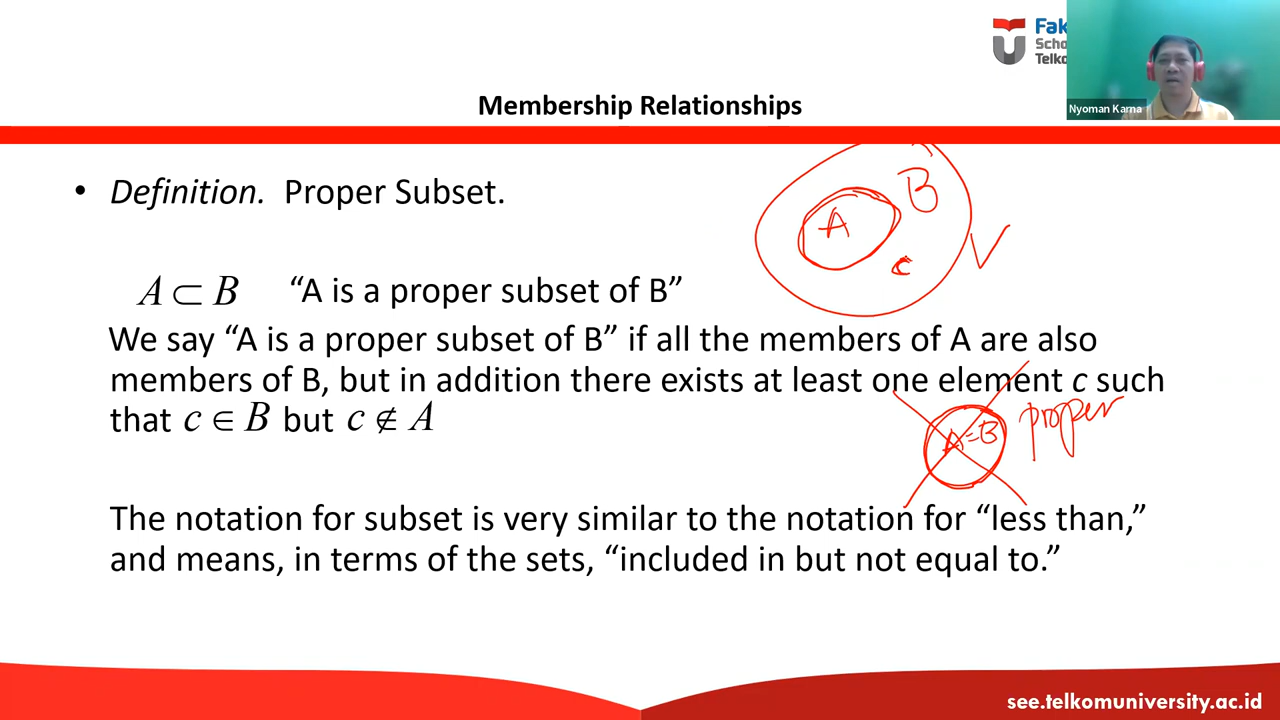 Fak
Scho
Telko
Nyoman Karna
Membership Relationships
• Definition. Proper Subset.
A ⊂ B "A is a proper subset of B"
We say "A is a proper subset of B" if all the members of A are also
members of B, but in addition there exists at least one element c such
that c ∈ B but c ∉ A
The notation for subset is very similar to the notation for "less than,"
and means, in terms of the sets, "included in but not equal to."
A
B
c
A=B
proper
see.telkomuniversity.ac.id